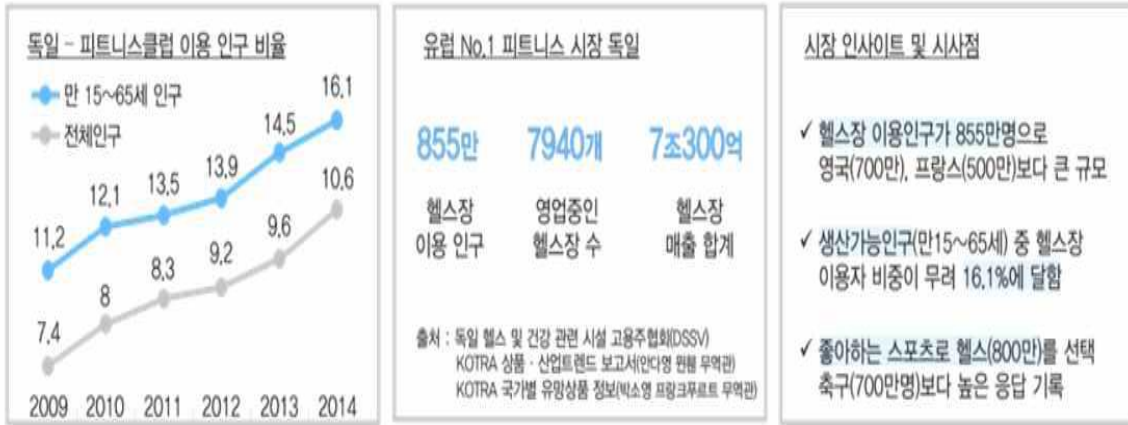 독일 - 피트니스클럽 이용 인구 비율
만 15~65세 인구
전체인구
16.1
14.5
13.9
13.5
12.1
11.2
10.6
9.6
9.2
8.3
8
7.4
2009 2010 2011 2012 2013 2014
유럽 No.1 피트니스 시장 독일
855만 7940개 7조300억
헬스장 영업중인 헬스장
이용 인구 헬스장 수 매출 합계
출처 : 독일 헬스 및 건강 관련 시설 고용주협회(DSSV)
KOTRA 상품 · 산업트렌드 보고서(안다영 뮌헨 무역관)
KOTRA 국가별 유망상품 정보(박소영 프랑크푸르트 무역관)
시장 인사이트 및 시사점
✓ 헬스장 이용인구가 855만명으로
영국(700만), 프랑스(500만)보다 큰 규모
✓ 생산가능인구(만15~65세) 중 헬스장
이용자 비중이 무려 16.1%에 달함
✓ 좋아하는 스포츠로 헬스(800만)를 선택
축구(700만명)보다 높은 응답 기록